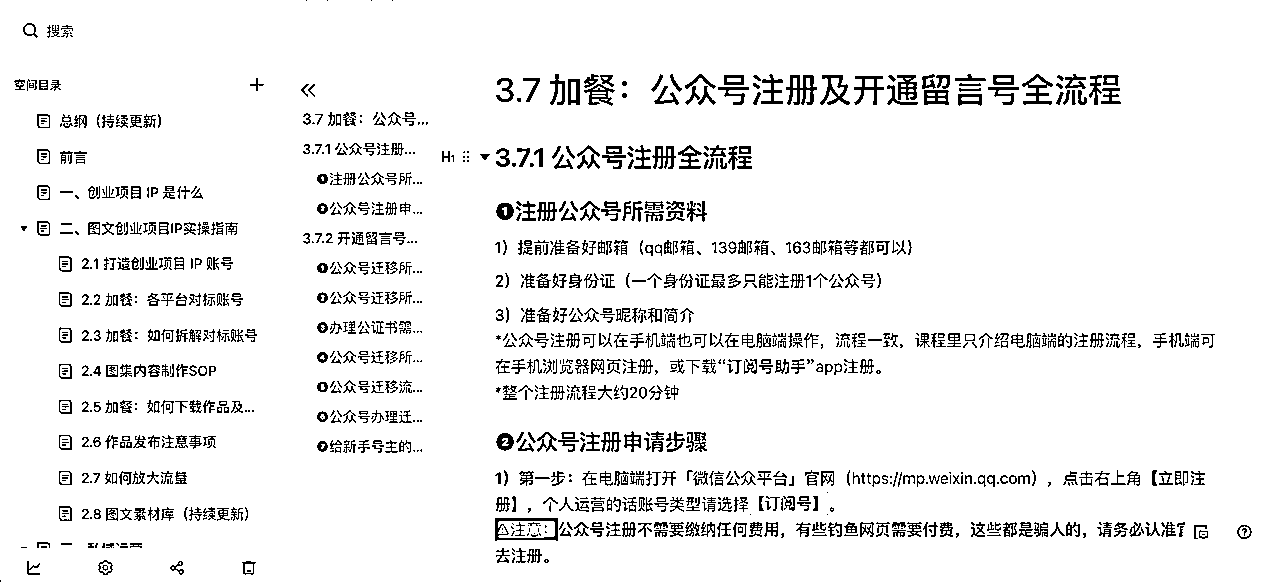 搜索
空间目录
总纲（持续更新）
前言
一、创业项目 IP 是什么
二、图文创业项目IP实操指南
2.1 打造创业项目 IP 账号
2.2 加餐：各平台对标账号
2.3 加餐：如何拆解对标账号
2.4 图集内容制作SOP
2.5 加餐：如何下载作品及...
2.6 作品发布注意事项
2.7 如何放大流量
2.8 图文素材库（持续更新）
3.7 加餐：公众号...
3.7.1 公众号注册...
❶注册公众号所...
❷公众号注册申...
3.7.2 开通留言号...
❶公众号迁移所...
❷公众号迁移所...
❸办理公证书需...
❹公众号迁移所...
❺公众号迁移流...
❻公众号办理迁...
❼给新手号主的...
3.7 加餐：公众号注册及开通留言号全流程
H1
3.7.1 公众号注册全流程
❶注册公众号所需资料
1）提前准备好邮箱（qq邮箱、139邮箱、163邮箱等都可以）
2）准备好身份证（一个身份证最多只能注册1个公众号）
3）准备好公众号昵称和简介
*公众号注册可以在手机端也可以在电脑端操作，流程一致，课程里只介绍电脑端的注册流程，手机端可
在手机浏览器网页注册，或下载“订阅号助手”app注册。
*整个注册流程大约20分钟
❷公众号注册申请步骤
1）第一步：在电脑端打开「微信公众平台」官网（https://mp.weixin.qq.com），点击右上角【立即注
册】，个人运营的话账号类型请选择【订阅号】。
⚠注意：公众号注册不需要缴纳任何费用，有些钓鱼网页需要付费，这些都是骗人的，请务必认准
去注册。